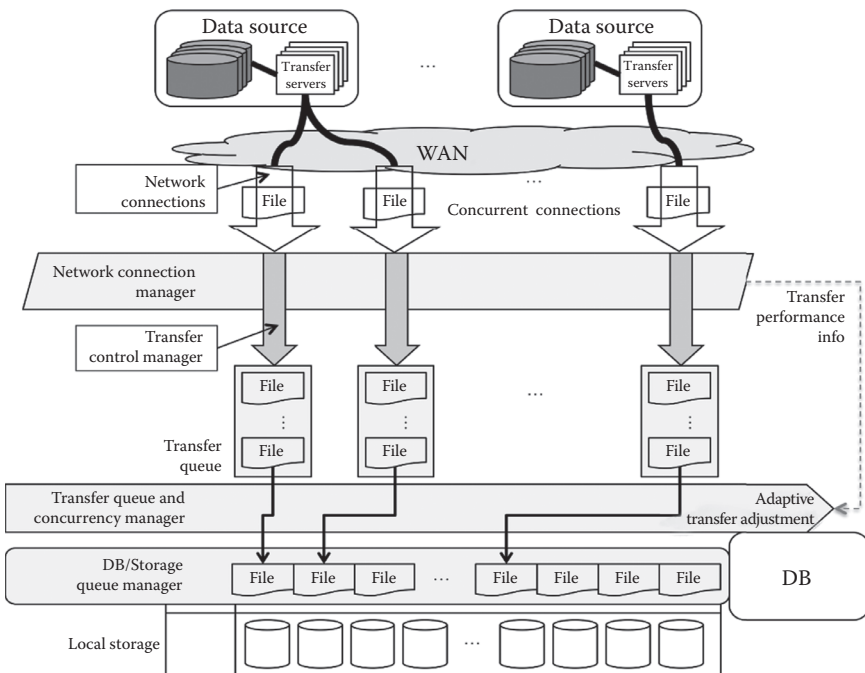 Data source
Data source
Transfer
servers
...
Transfer
servers
WAN
Network
connections
...
File
File
Concurrent connections
File
Network connection
manager
Transfer
performance
info
Transfer
control manager
File
File
...
File
...
...
...
File
File
File
Transfer
queue
Transfer queue and
concurrency manager
Adaptive
transfer adjustment
DB/Storage
queue manager
File
File
File
...
File
File
File
File
DB
Local storage
...